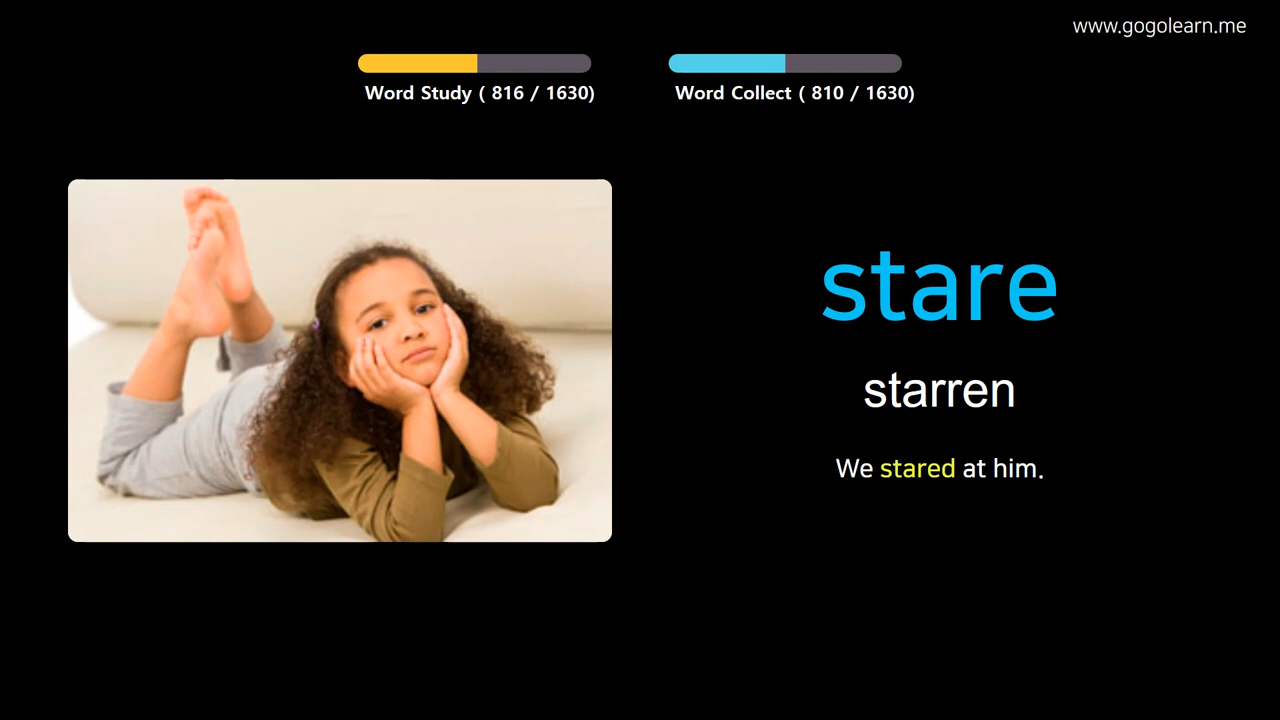 www.gogolearn.me
Word Study ( 816 / 1630)
Word Collect ( 810 / 1630)
stare
starren
We stared at him.